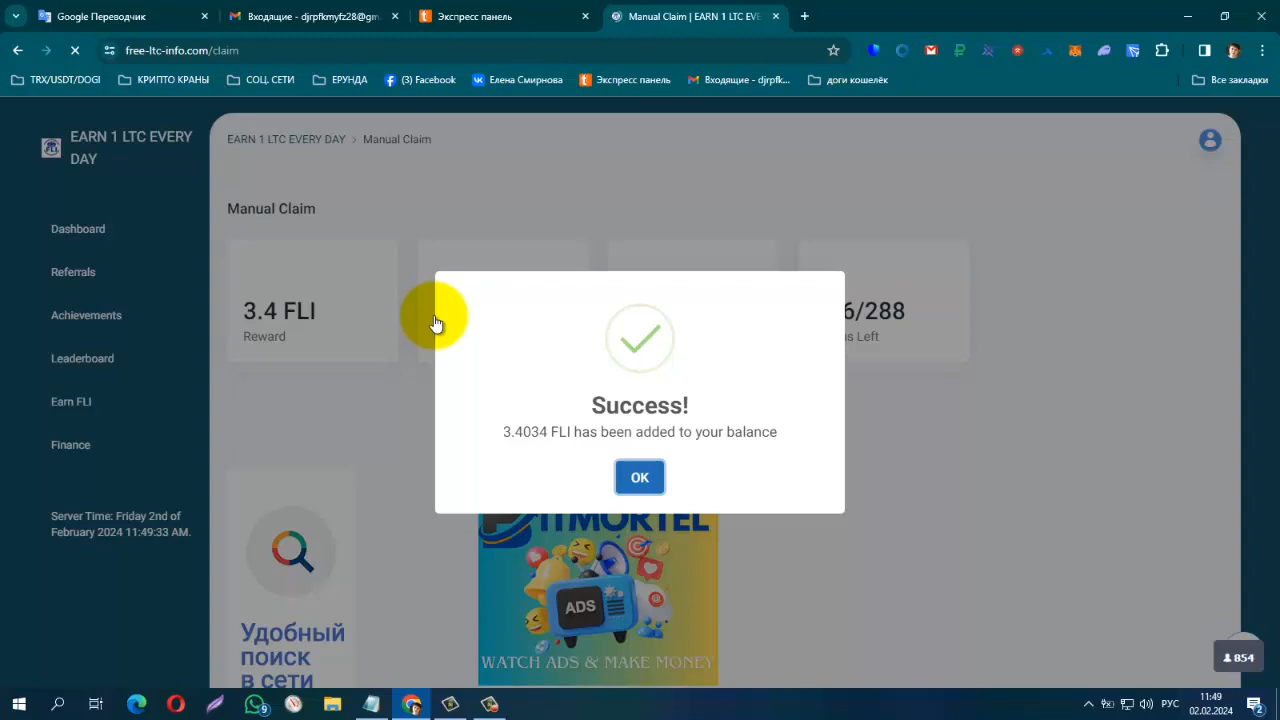 Google Переводчик
Входящие - djrpfkmyfz28@gm
Экспресс панель
Manual Claim | EARN 1 LTC EVE
free-ltc-info.com/claim
TRX/USDT/DOGI
КРИПТО КРАНЫ
СОЦ. СЕТИ
ЕРУНДА
(3) Facebook
Елена Смирнова
Экспресс панель
Входящие - djrpfk...
доги кошелёк
Все закладки
EARN 1 LTC EVERY
DAY
EARN 1 LTC EVERY DAY > Manual Claim
Dashboard
Referrals
Achievements
Leaderboard
Earn FLI
Finance
Server Time: Friday 2nd of
February 2024 11:49:33 AM.
Manual Claim
3.4 FLI
Reward
6/288
s Left
Success!
3.4034 FLI has been added to your balance
OK
ITMORTEL
ADS
WATCH ADS & MAKE MONEY
Удобный
поиск
в сети
854
9
РУС
11:49
02.02.2024
2